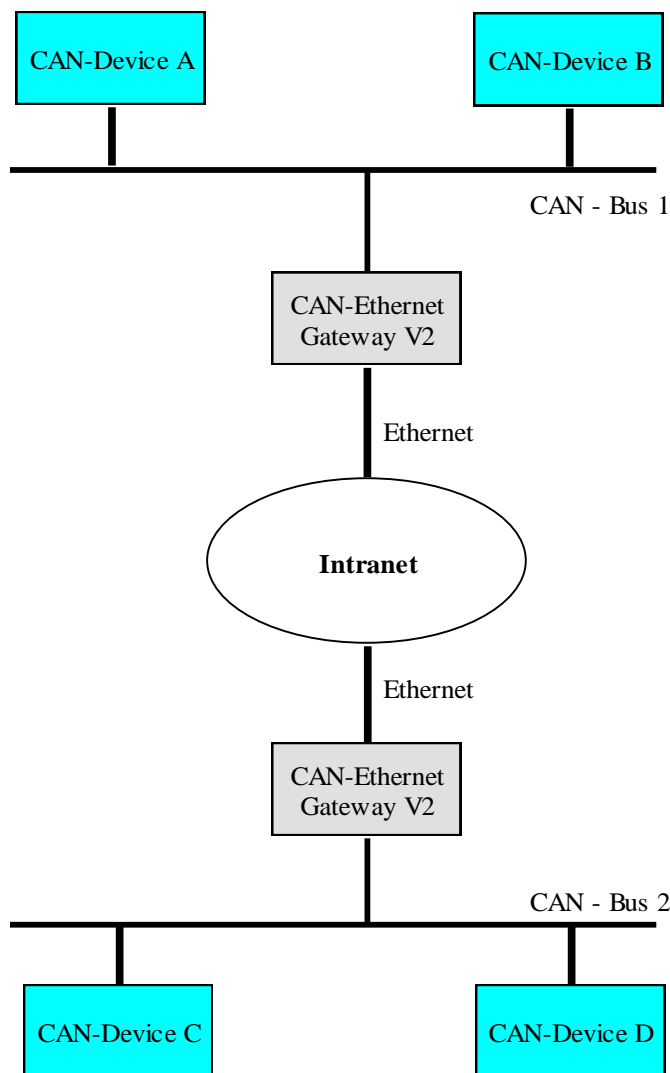 CAN-Device A
CAN-Device B
CAN - Bus 1
CAN-Ethernet
Gateway V2
Ethernet
Intranet
Ethernet
CAN-Ethernet
Gateway V2
CAN - Bus 2
CAN-Device C
CAN-Device D